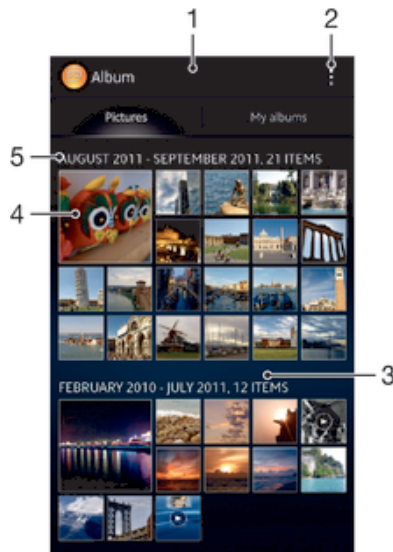 1 2
Album
Pictures My albums
5 AUGUST 2011 - SEPTEMBER 2011, 21 ITEMS
4
3
FEBRUARY 2010 - JULY 2011, 12 ITEMS